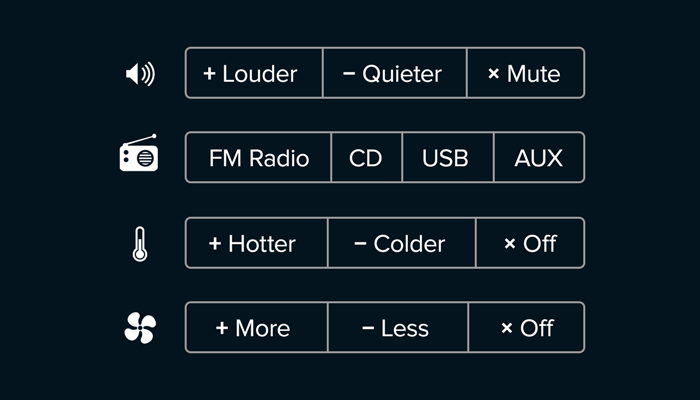 + Louder − Quieter × Mute
FM Radio CD USB AUX
+ Hotter − Colder × Off
+ More − Less × Off